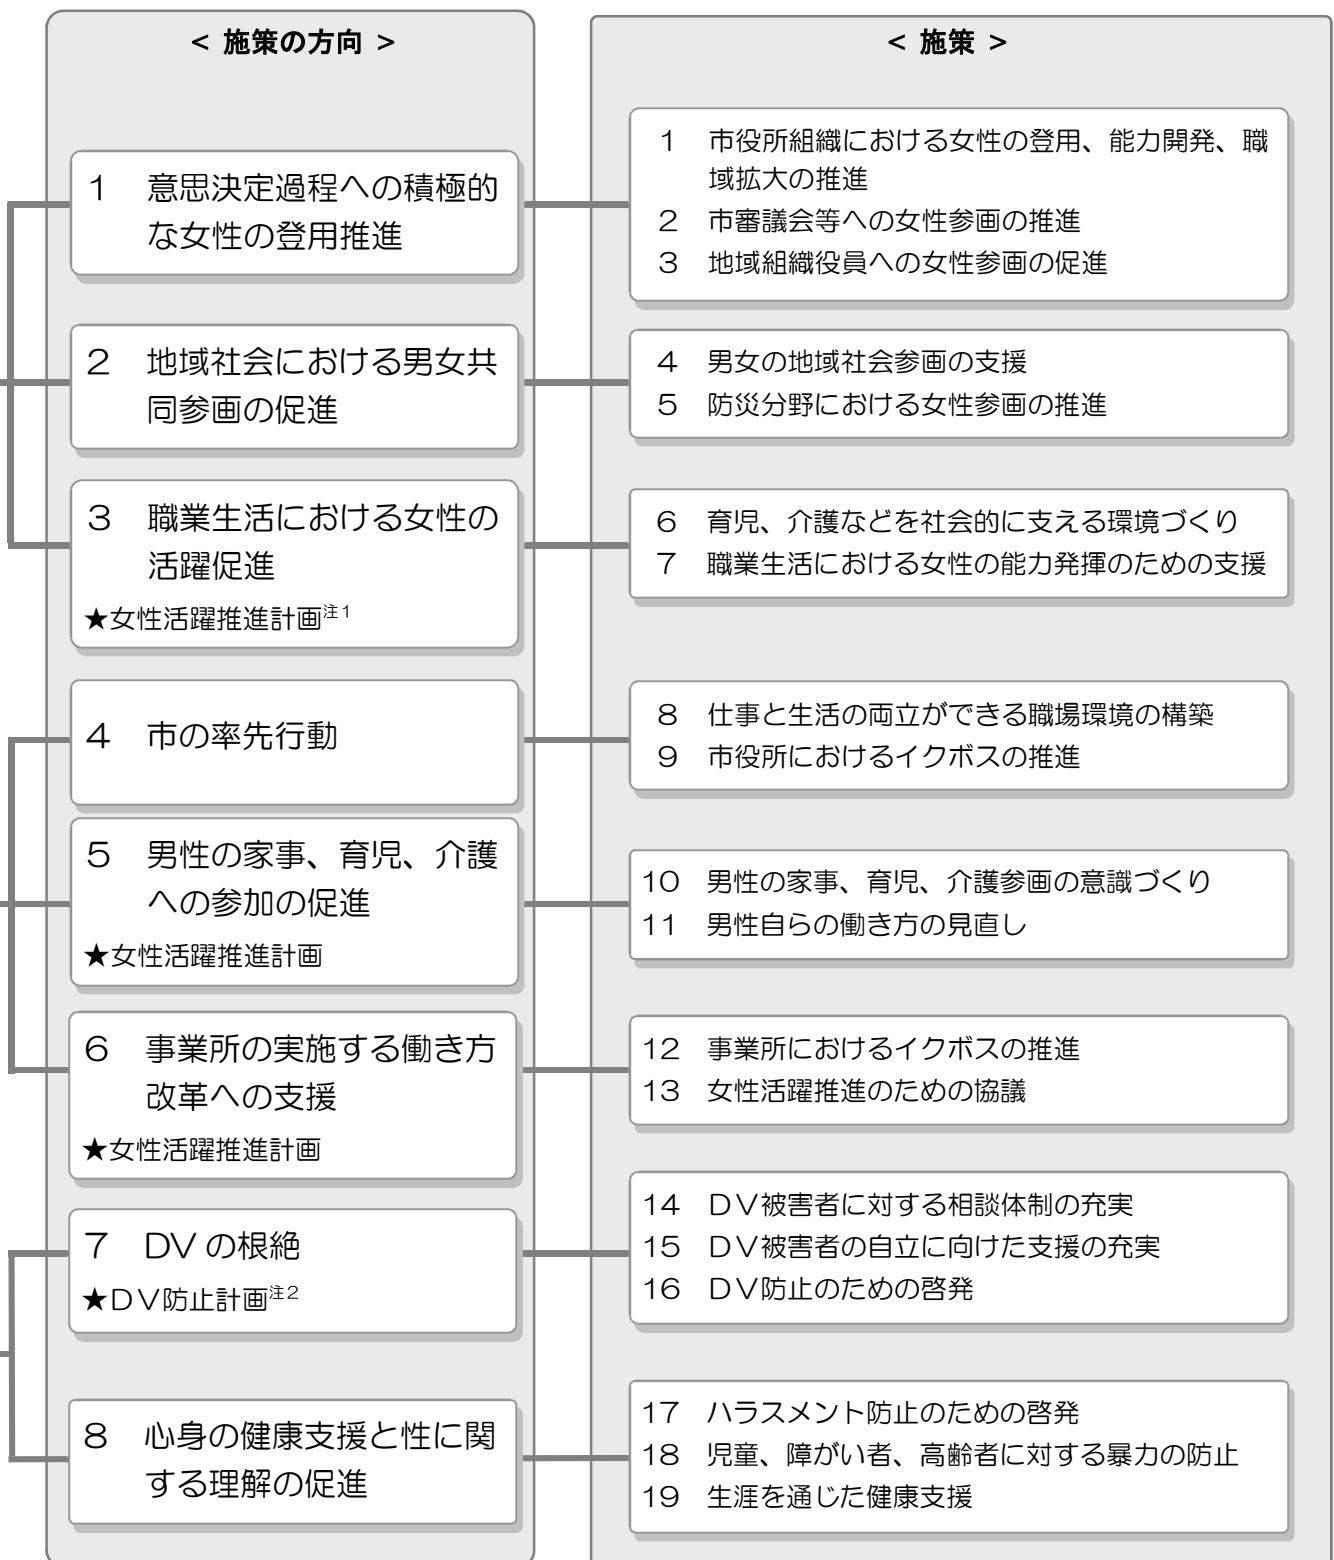 < 施策の方向 >
1 意思決定過程への積極的
な女性の登用推進
2 地域社会における男女共
同参画の促進
3 職業生活における女性の
活躍促進
★女性活躍推進計画注1
4 市の率先行動
5 男性の家事、育児、介護
への参加の促進
★女性活躍推進計画
6 事業所の実施する働き方
改革への支援
★女性活躍推進計画
7 DVの根絶
★DV防止計画注2
8 心身の健康支援と性に関
する理解の促進
< 施策 >
1 市役所組織における女性の登用、能力開発、職
域拡大の推進
2 市審議会等への女性参画の推進
3 地域組織役員への女性参画の促進
4 男女の地域社会参画の支援
5 防災分野における女性参画の推進
6 育児、介護などを社会的に支える環境づくり
7 職業生活における女性の能力発揮のための支援
8 仕事と生活の両立ができる職場環境の構築
9 市役所におけるイクボスの推進
10 男性の家事、育児、介護参画の意識づくり
11 男性自らの働き方の見直し
12 事業所におけるイクボスの推進
13 女性活躍推進のための協議
14 DV被害者に対する相談体制の充実
15 DV被害者の自立に向けた支援の充実
16 DV防止のための啓発
17 ハラスメント防止のための啓発
18 児童、障がい者、高齢者に対する暴力の防止
19 生涯を通じた健康支援